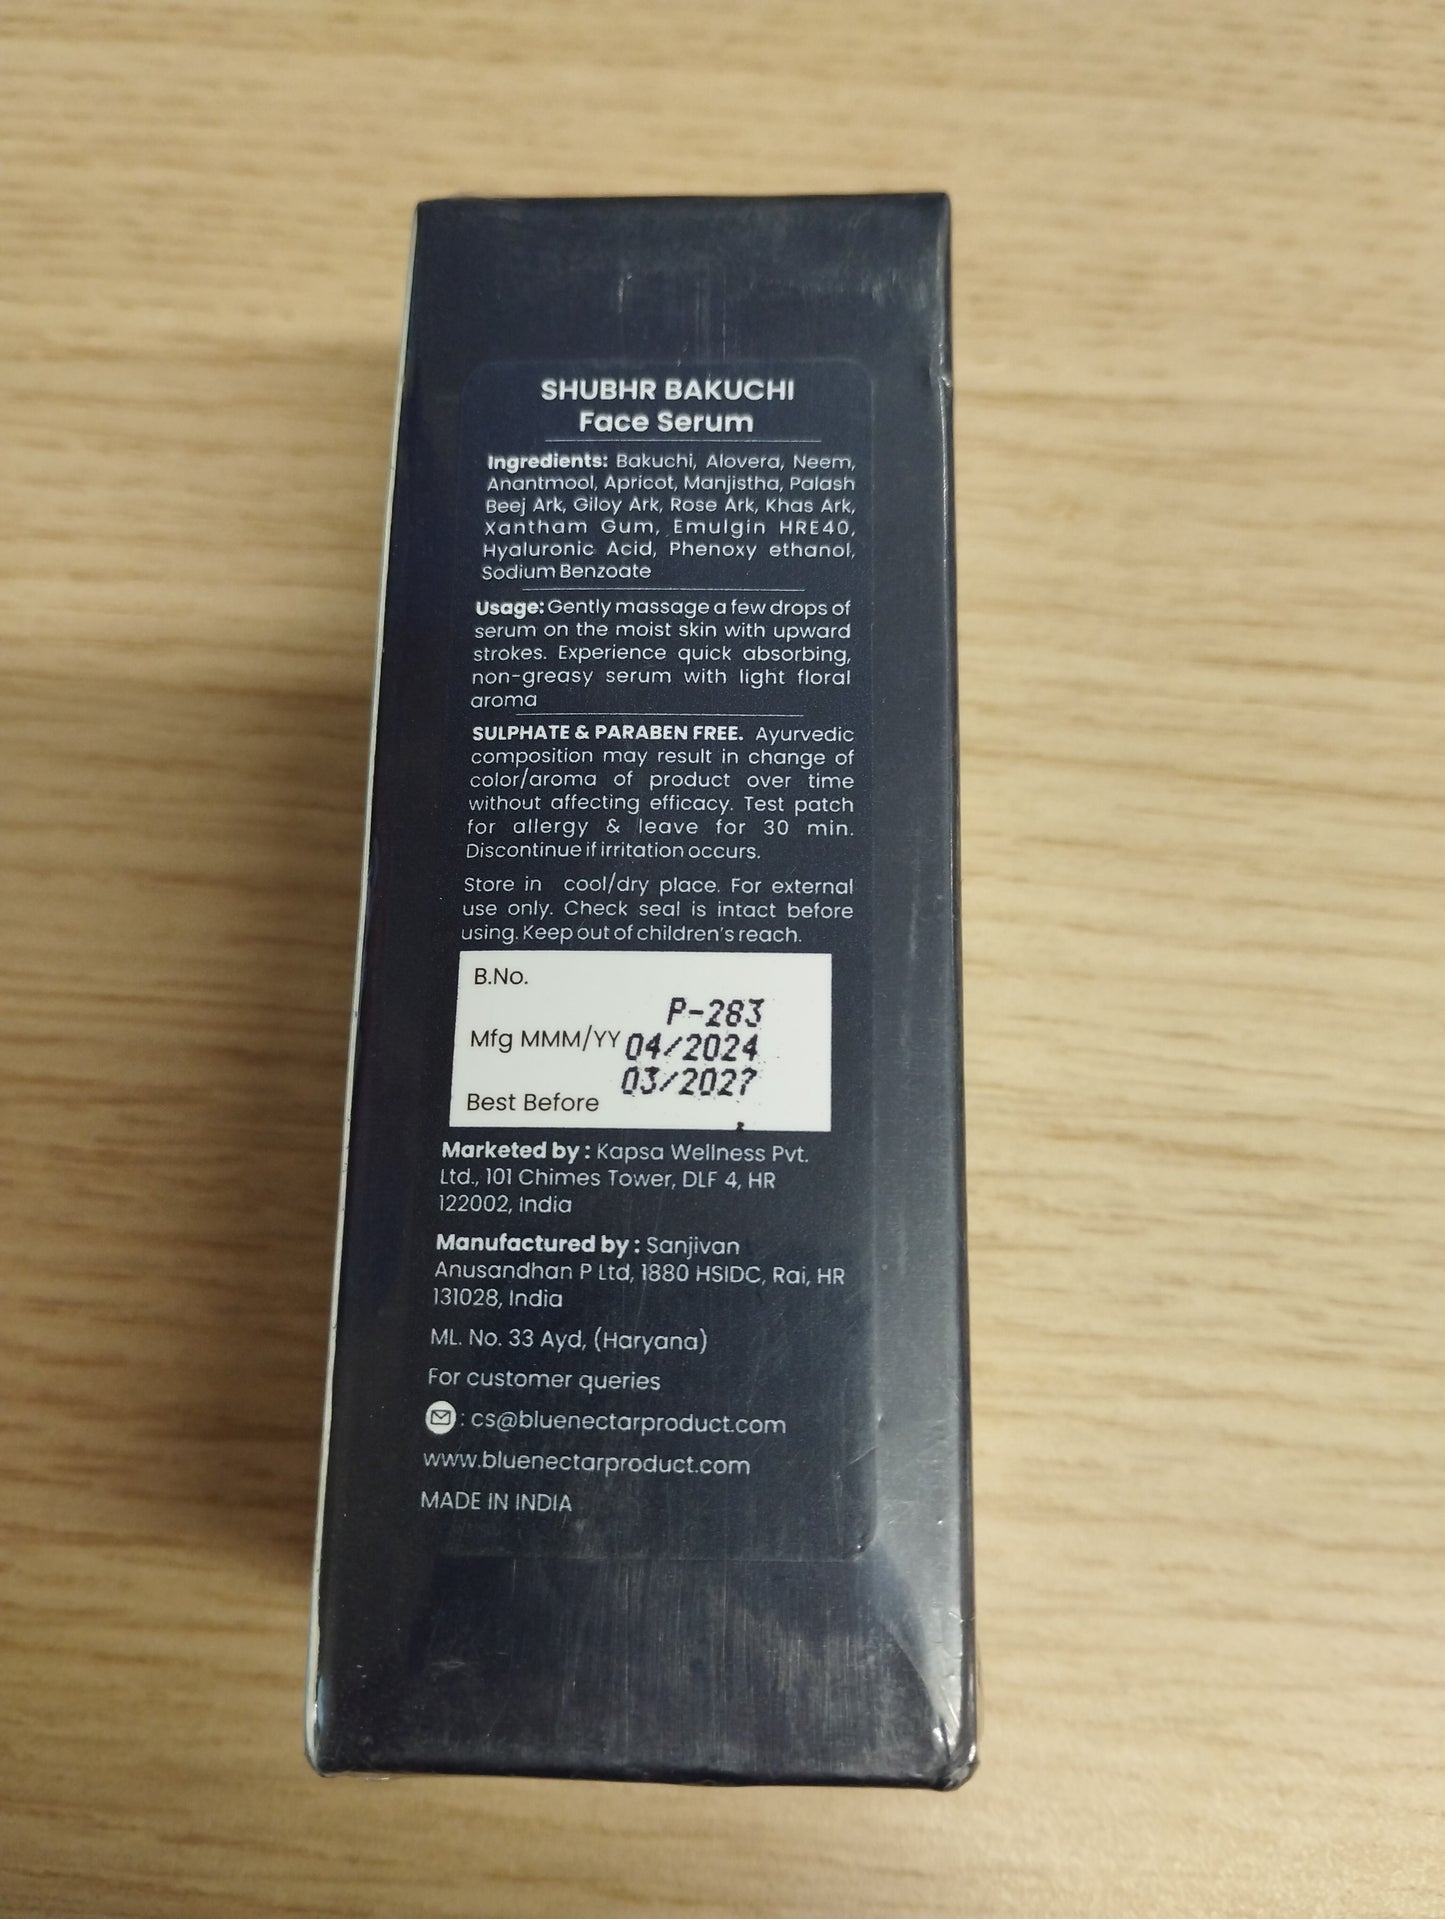 SHUBHR BAKUCHI
Face Serum
Ingredients: Bakuchi, Alovera, Neem,
Anantmool, Apricot, Manjistha, Palash
Beej Ark, Giloy Ark, Rose Ark, Khas Ark,
Xantham Gum, Emulgin HRE40,
Hyaluronic Acid, Phenoxy ethanol,
Sodium Benzoate
Usage: Gently massage a few drops of
serum on the moist skin with upward
strokes. Experience quick absorbing,
non-greasy serum with light floral
aroma
SULPHATE & PARABEN FREE. Ayurvedic
composition may result in change of
color/aroma of product over time
without affecting efficacy. Test patch
for allergy & leave for 30 min.
Discontinue if irritation occurs.
Store in cool/dry place. For external
use only. Check seal is intact before
using. Keep out of children's reach.
B.No.
P-283
Mfg MMM/YY 04/2024
03/2027
Best Before
Marketed by : Kapsa Wellness Pvt.
Ltd., 101 Chimes Tower, DLF 4, HR
122002, India
Manufactured by : Sanjivan
Anusandhan P Ltd, 1880 HSIDC, Rai, HR
131028, India
ML. No. 33 Ayd, (Haryana)
For customer queries
: cs@bluenectarproduct.com
www.bluenectarproduct.com
MADE IN INDIA